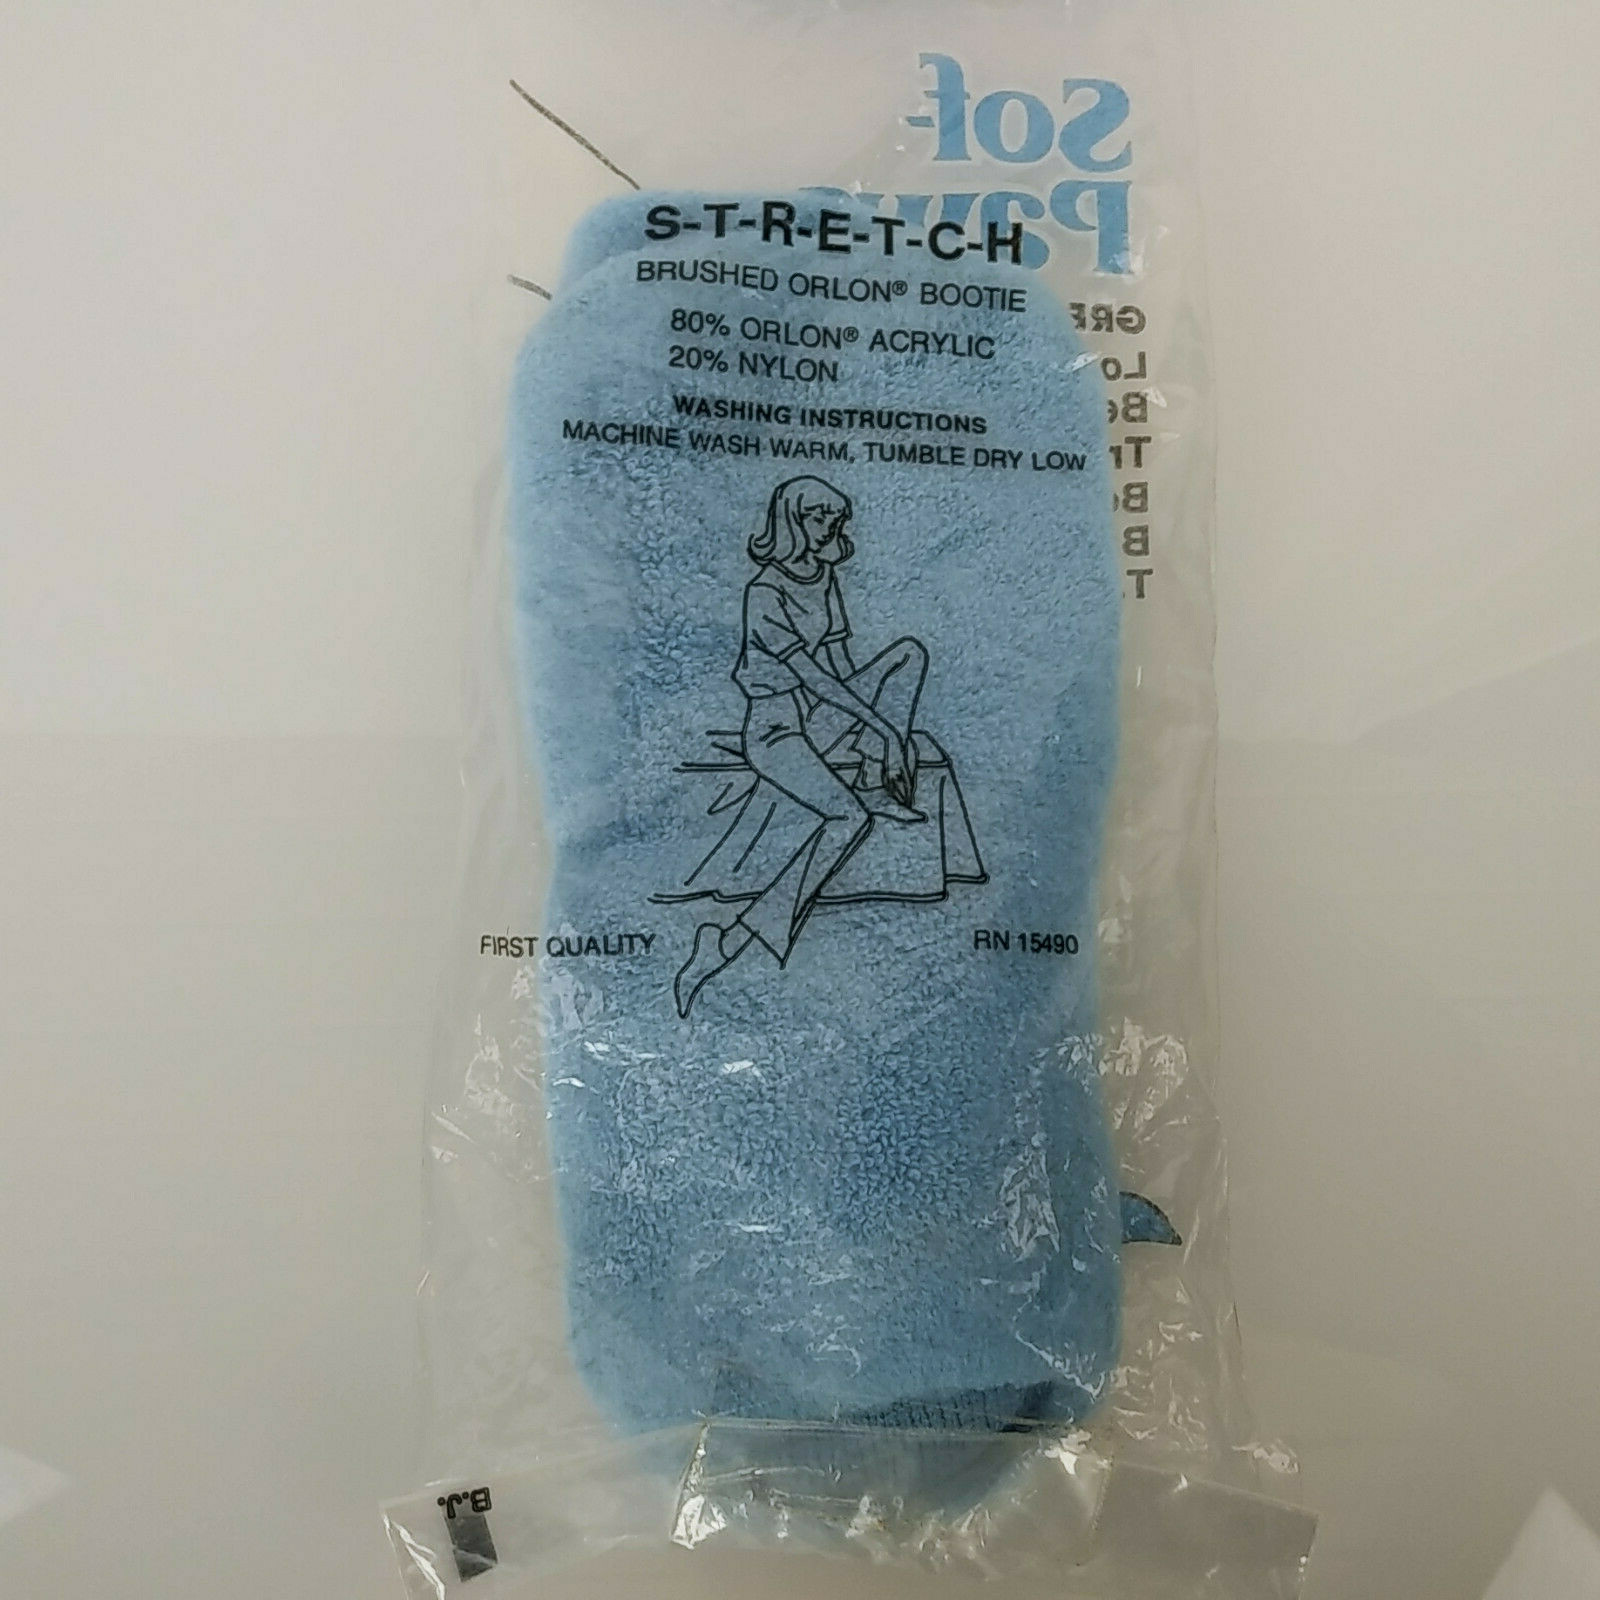 Sof-
S-T-R-E-T-C-H
BRUSHED ORLON® BOOTIE
80% ORLON® ACRYLIC
20% NYLON
WASHING INSTRUCTIONS
MACHINE WASH WARM, TUMBLE DRY LOW
FIRST QUALITY
RN 15490
B.J.